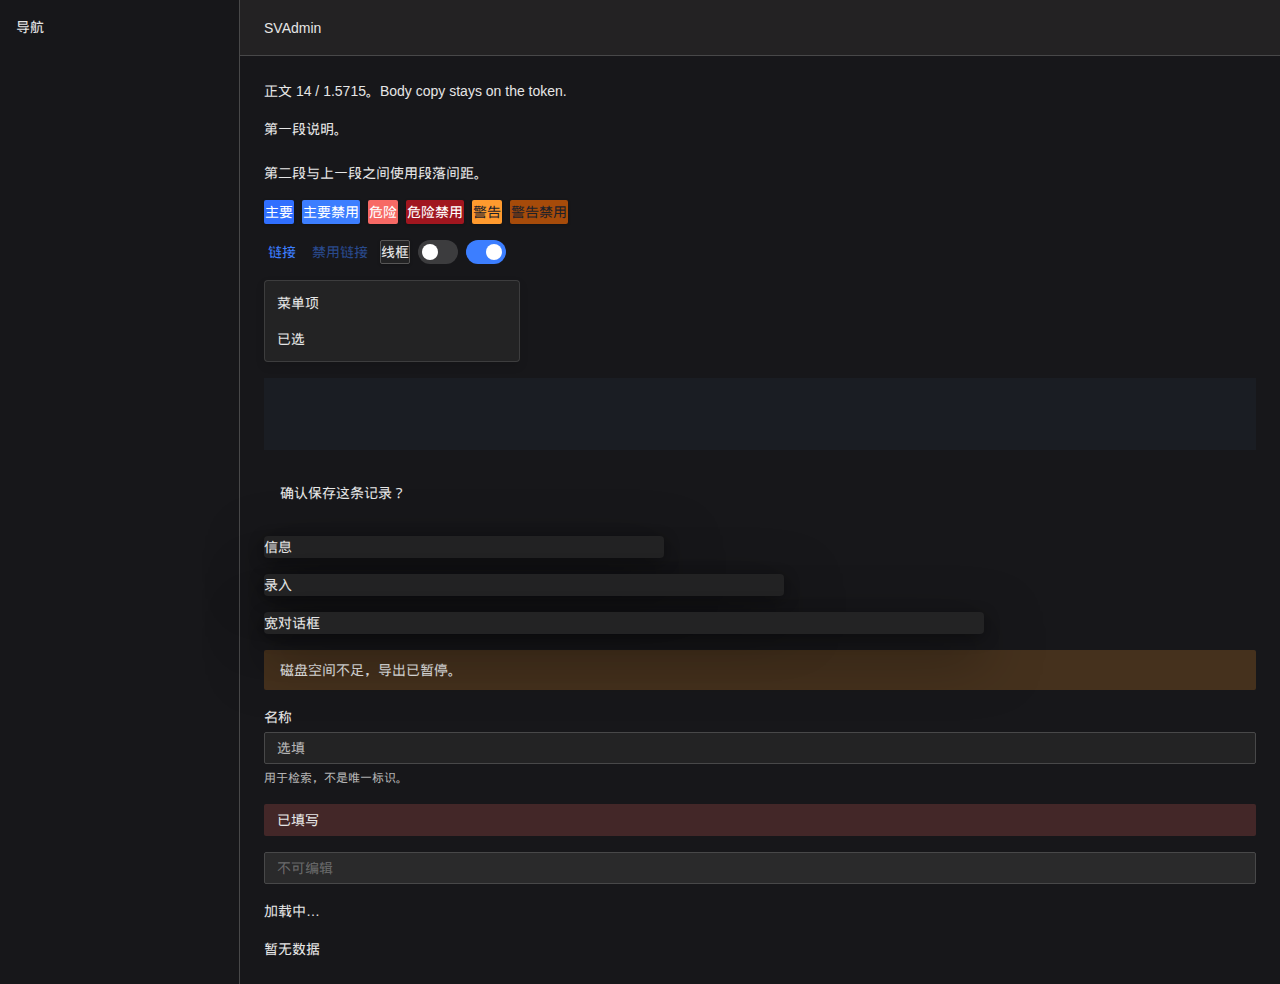 导航
SVAdmin
正文 14 / 1.5715。Body copy stays on the token.
第一段说明。
第二段与上一段之间使用段落间距。
主要 主要禁用 危险 危险禁用 警告 警告禁用
链接 禁用链接 线框
菜单项
已选
确认保存这条记录？
信息
录入
宽对话框
磁盘空间不足，导出已暂停。
名称
选填
用于检索，不是唯一标识。
已填写
不可编辑
加载中…
暂无数据